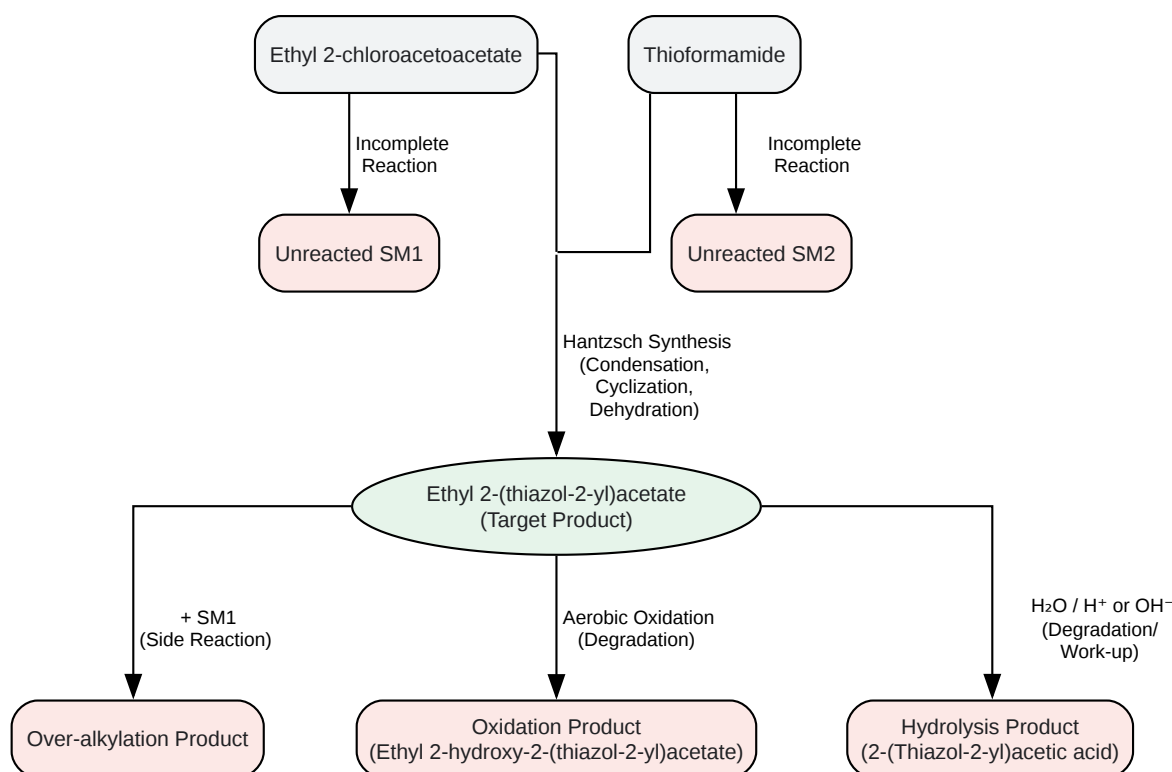 Ethyl 2-chloroacetoacetate
Thioformamide
Incomplete
Reaction
Incomplete
Reaction
Unreacted SM1
Unreacted SM2
Hantzsch Synthesis
(Condensation,
Cyclization,
Dehydration)
Ethyl 2-(thiazol-2-yl)acetate
(Target Product)
+ SM1
(Side Reaction)
Aerobic Oxidation
(Degradation)
H₂O / H⁺ or OH⁻
(Degradation/
Work-up)
Over-alkylation Product
Oxidation Product
(Ethyl 2-hydroxy-2-(thiazol-2-yl)acetate)
Hydrolysis Product
(2-(Thiazol-2-yl)acetic acid)